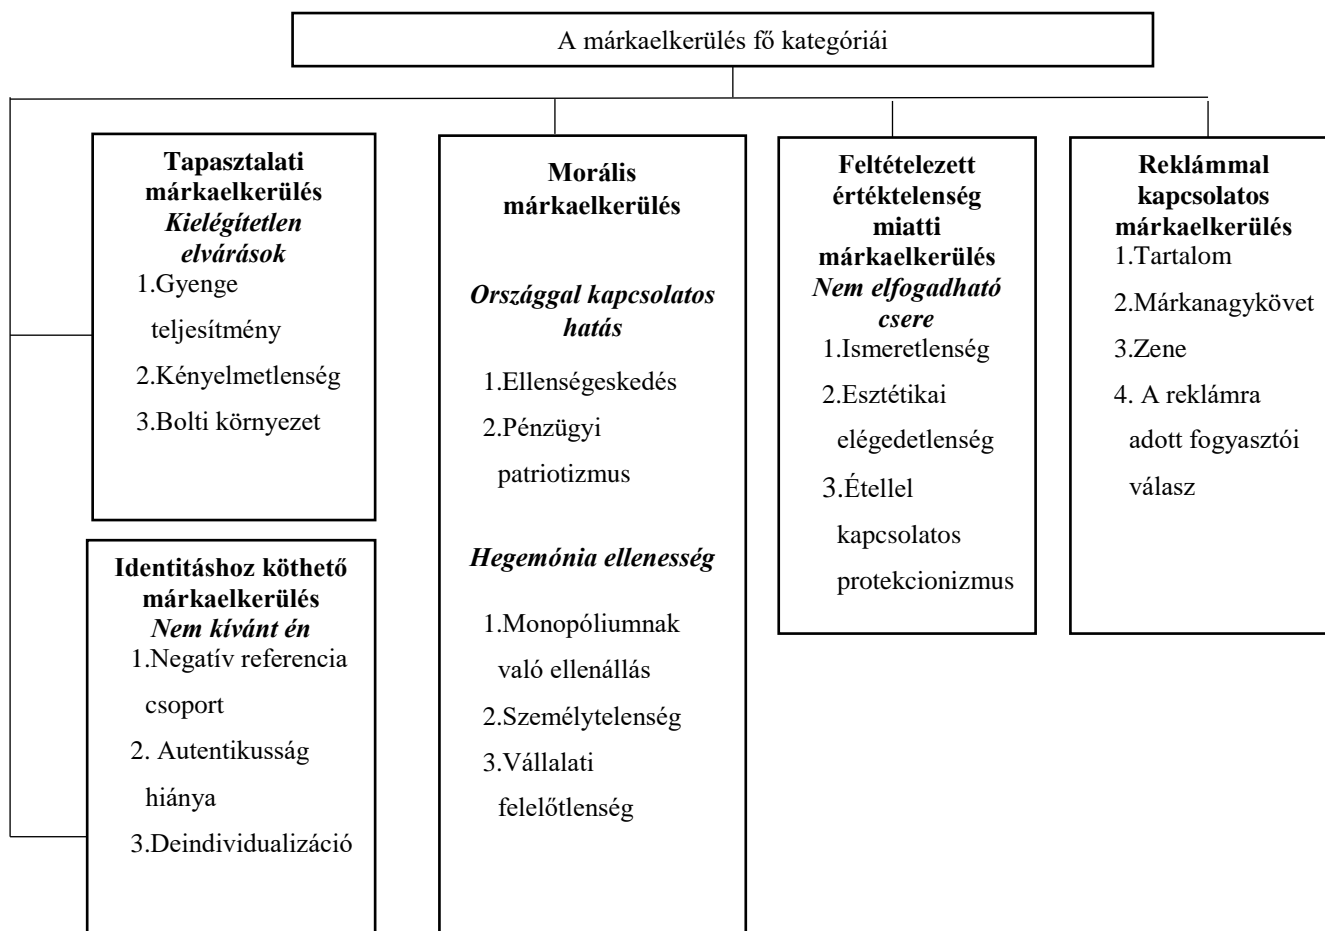 A márkaelkerülés fő kategóriái
Tapasztalati
márkaelkerülés
Kielégítetlen
elvárások
1.Gyenge
teljesítmény
2.Kényelmetlenség
3.Bolti környezet
Identitáshoz köthető
márkaelkerülés
Nem kívánt én
1.Negatív referencia
csoport
2. Autentikusság
hiánya
3.Deindividualizáció
Morális
márkaelkerülés
Országgal kapcsolatos
hatás
1.Ellenségeskedés
2.Pénzügyi
patriotizmus
Hegemónia ellenesség
1.Monopóliumnak
való ellenállás
2.Személytelenség
3.Vállalati
felelőtlenség
Feltételezett
értéktelenség
miatti
márkaelkerülés
Nem elfogadható
csere
1.Ismeretlenség
2.Esztétikai
elégedetlenség
3.Étellel
kapcsolatos
protekcionizmus
Reklámmal
kapcsolatos
márkaelkerülés
1.Tartalom
2.Márkanagykövet
3.Zene
4. A reklámra
adott fogyasztói
válasz